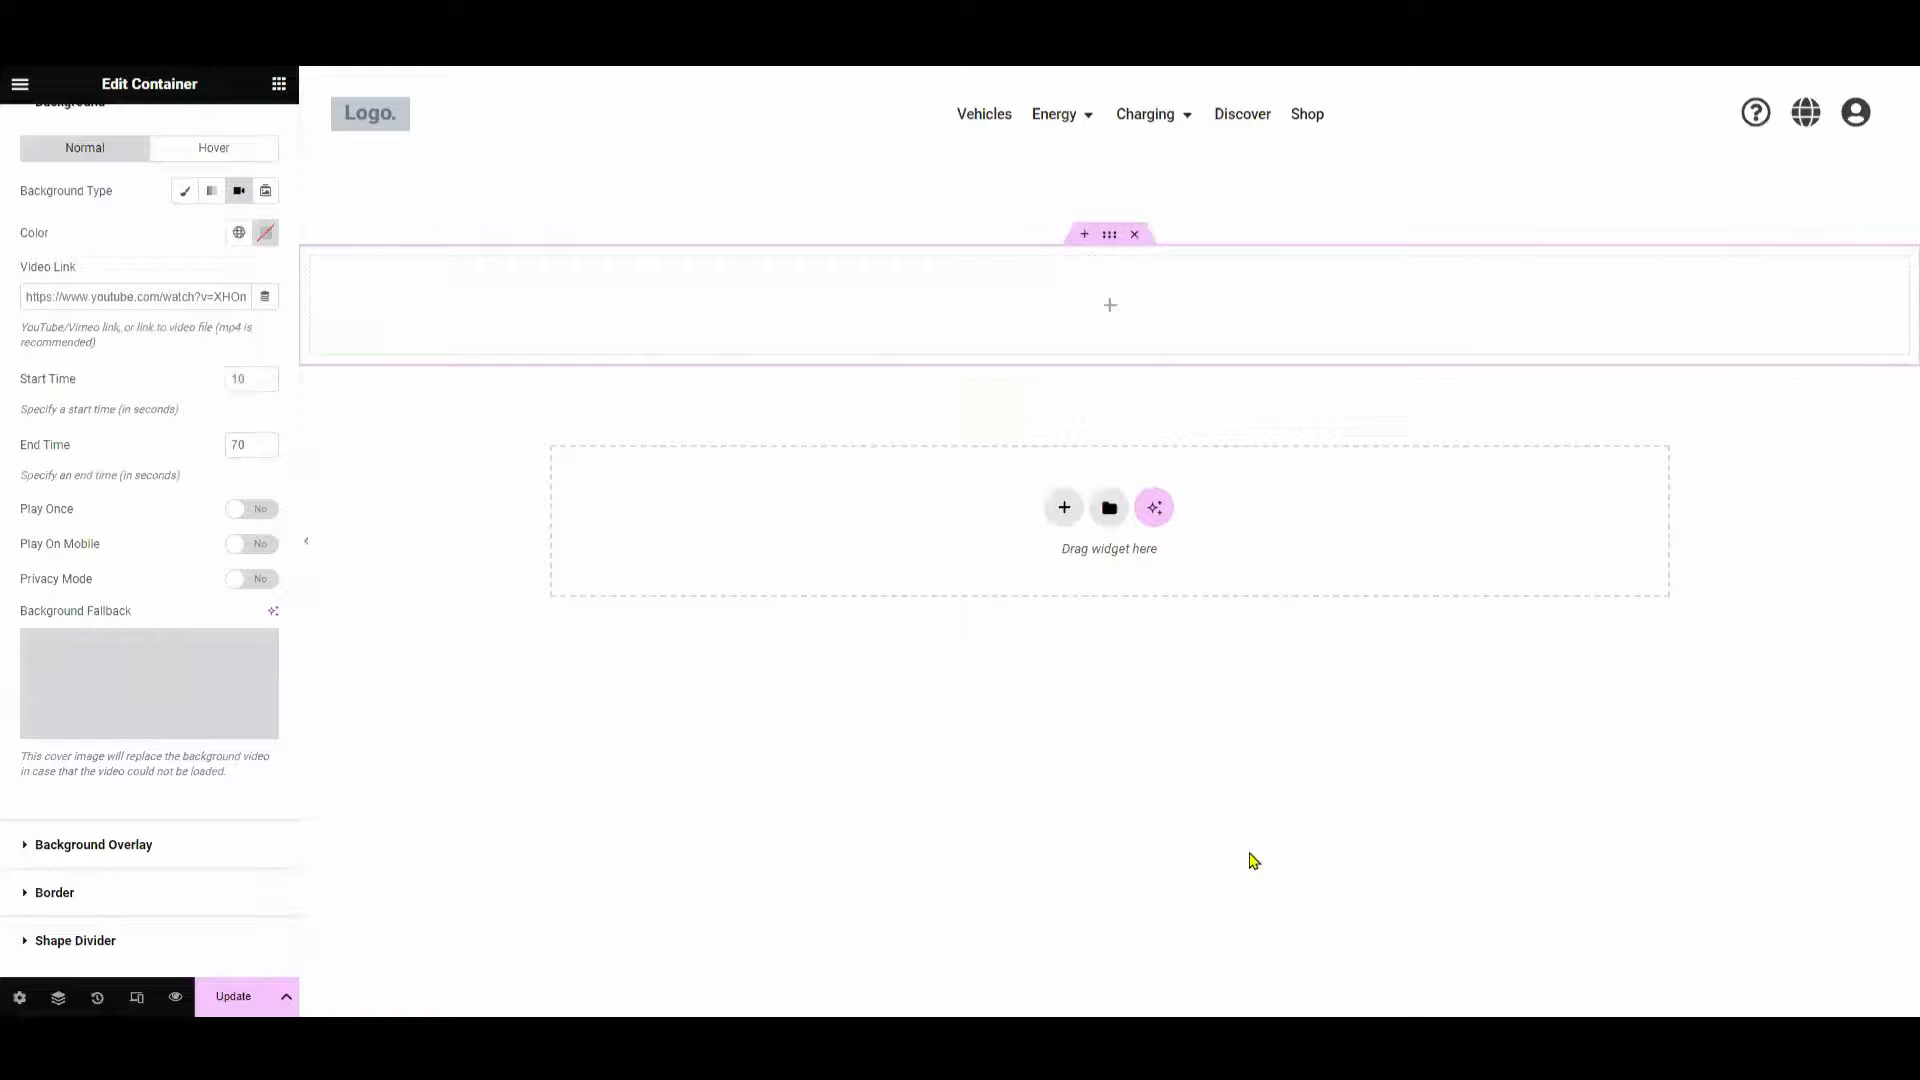 Edit Container
Logo.
Vehicles Energy Charging Discover Shop
Background
Normal Hover
Background Type
Color
Video Link
https://www.youtube.com/watch?v=XHOn
YouTube/Vimeo link, or link to video file (mp4 is
recommended)
Start Time 10
Specify a start time (in seconds)
End Time 70
Specify an end time (in seconds)
Play Once No
Play On Mobile No
Privacy Mode No
Background Fallback
This cover image will replace the background video
in case that the video could not be loaded.
Background Overlay
Border
Shape Divider
Update
Drag widget here